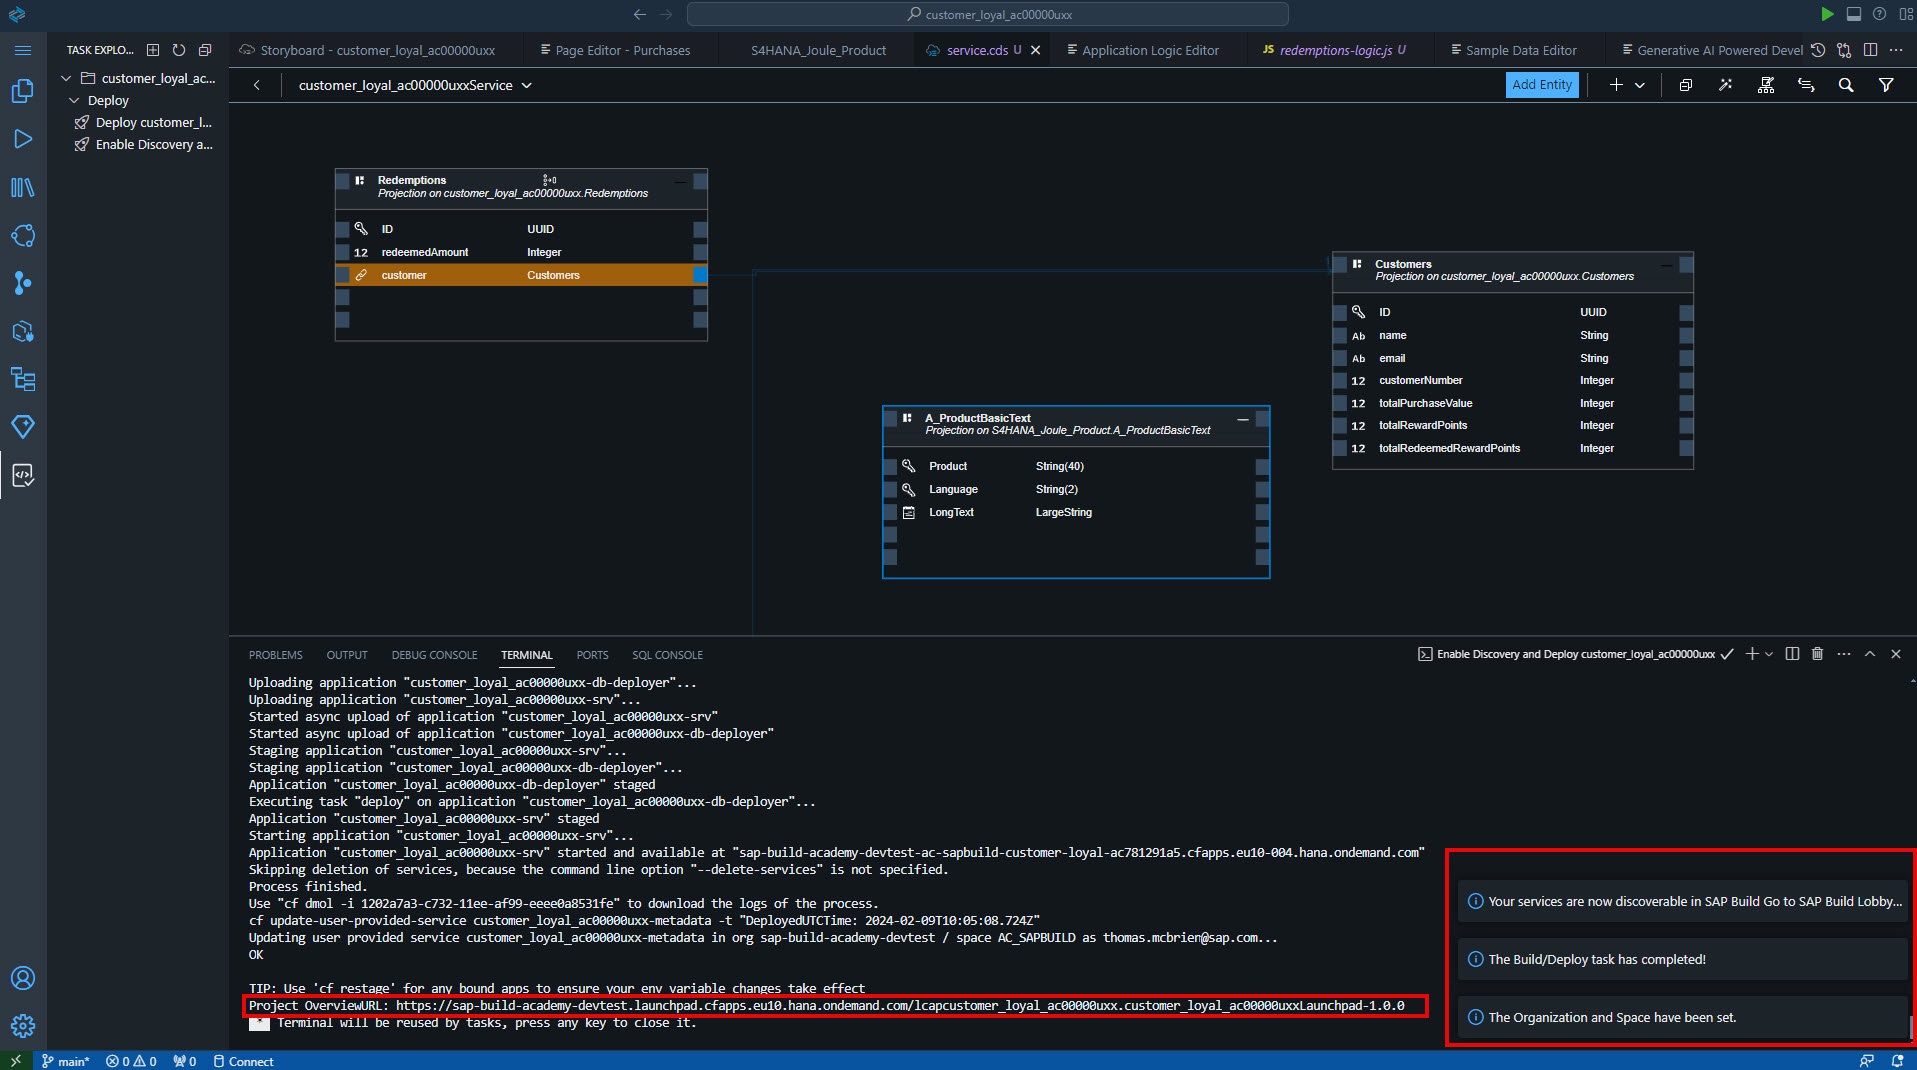 customer_loyal_ac00000uxx
TASK EXPLO...
Storyboard - customer_loyal_ac00000uxx
Page Editor - Purchases
S4HANA_Joule_Product
service.cds U
Application Logic Editor
JS redemptions-logic.js U
Sample Data Editor
Generative AI Powered Devel
customer_loyal_ac...
Deploy
Deploy customer_l...
Enable Discovery a...
customer_loyal_ac00000uxxService
Add Entity
Redemptions
Projection on customer_loyal_ac00000uxx.Redemptions
ID UUID
12 redeemedAmount Integer
customer Customers
Customers
Projection on customer_loyal_ac00000uxx.Customers
ID UUID
Ab name String
Ab email String
12 customerNumber Integer
12 totalPurchaseValue Integer
12 totalRewardPoints Integer
12 totalRedeemedRewardPoints Integer
A_ProductBasicText
Projection on S4HANA_Joule_Product.A_ProductBasicText
Product String(40)
Language String(2)
LongText LargeString
PROBLEMS OUTPUT DEBUG CONSOLE TERMINAL PORTS SQL CONSOLE
Enable Discovery and Deploy customer_loyal_ac00000uxx
Uploading application "customer_loyal_ac00000uxx-db-deployer"...
Uploading application "customer_loyal_ac00000uxx-srv"...
Started async upload of application "customer_loyal_ac00000uxx-srv"
Started async upload of application "customer_loyal_ac00000uxx-db-deployer"
Staging application "customer_loyal_ac00000uxx-srv"...
Staging application "customer_loyal_ac00000uxx-db-deployer"...
Application "customer_loyal_ac00000uxx-db-deployer" staged
Executing task "deploy" on application "customer_loyal_ac00000uxx-db-deployer"...
Application "customer_loyal_ac00000uxx-srv" staged
Starting application "customer_loyal_ac00000uxx-srv"...
Application "customer_loyal_ac00000uxx-srv" started and available at "sap-build-academy-devtest-ac-sapbuild-customer-loyal-ac781291a5.cfapps.eu10-004.hana.ondemand.com"
Skipping deletion of services, because the command line option "--delete-services" is not specified.
Process finished.
Use "cf dmol -i 1202a7a3-c732-11ee-af99-eeee0a8531fe" to download the logs of the process.
cf update-user-provided-service customer_loyal_ac00000uxx-metadata -t "DeployedUTCTime: 2024-02-09T10:05:08.724Z"
Updating user provided service customer_loyal_ac00000uxx-metadata in org sap-build-academy-devtest / space AC_SAPBUILD as thomas.mcbrien@sap.com...
OK
TIP: Use 'cf restage' for any bound apps to ensure your env variable changes take effect
Project OverviewURL: https://sap-build-academy-devtest.launchpad.cfapps.eu10.hana.ondemand.com/lcapcustomer_loyal_ac00000uxx.customer_loyal_ac00000uxxLaunchpad-1.0.0
* Terminal will be reused by tasks, press any key to close it.
Your services are now discoverable in SAP Build Go to SAP Build Lobby...
The Build/Deploy task has completed!
The Organization and Space have been set.
main* 0 0 0 Connect